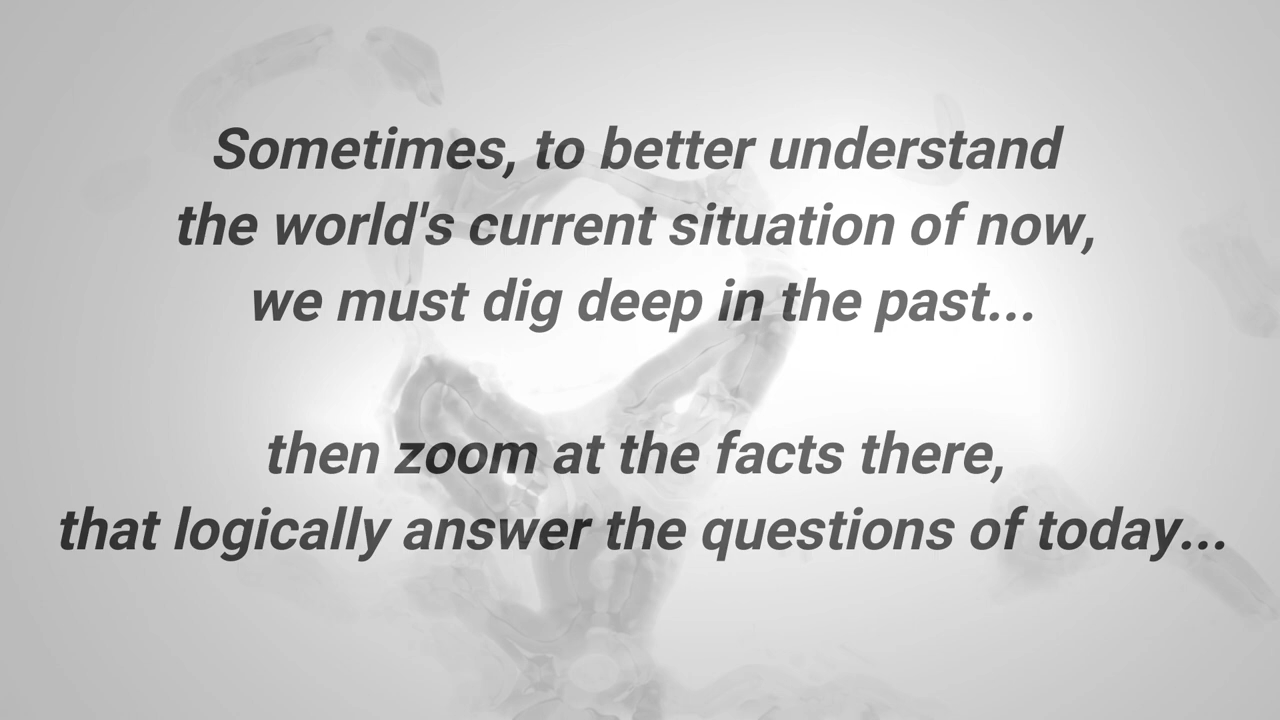 Sometimes, to better understand
the world's current situation of now,
we must dig deep in the past...
then zoom at the facts there,
that logically answer the questions of today...